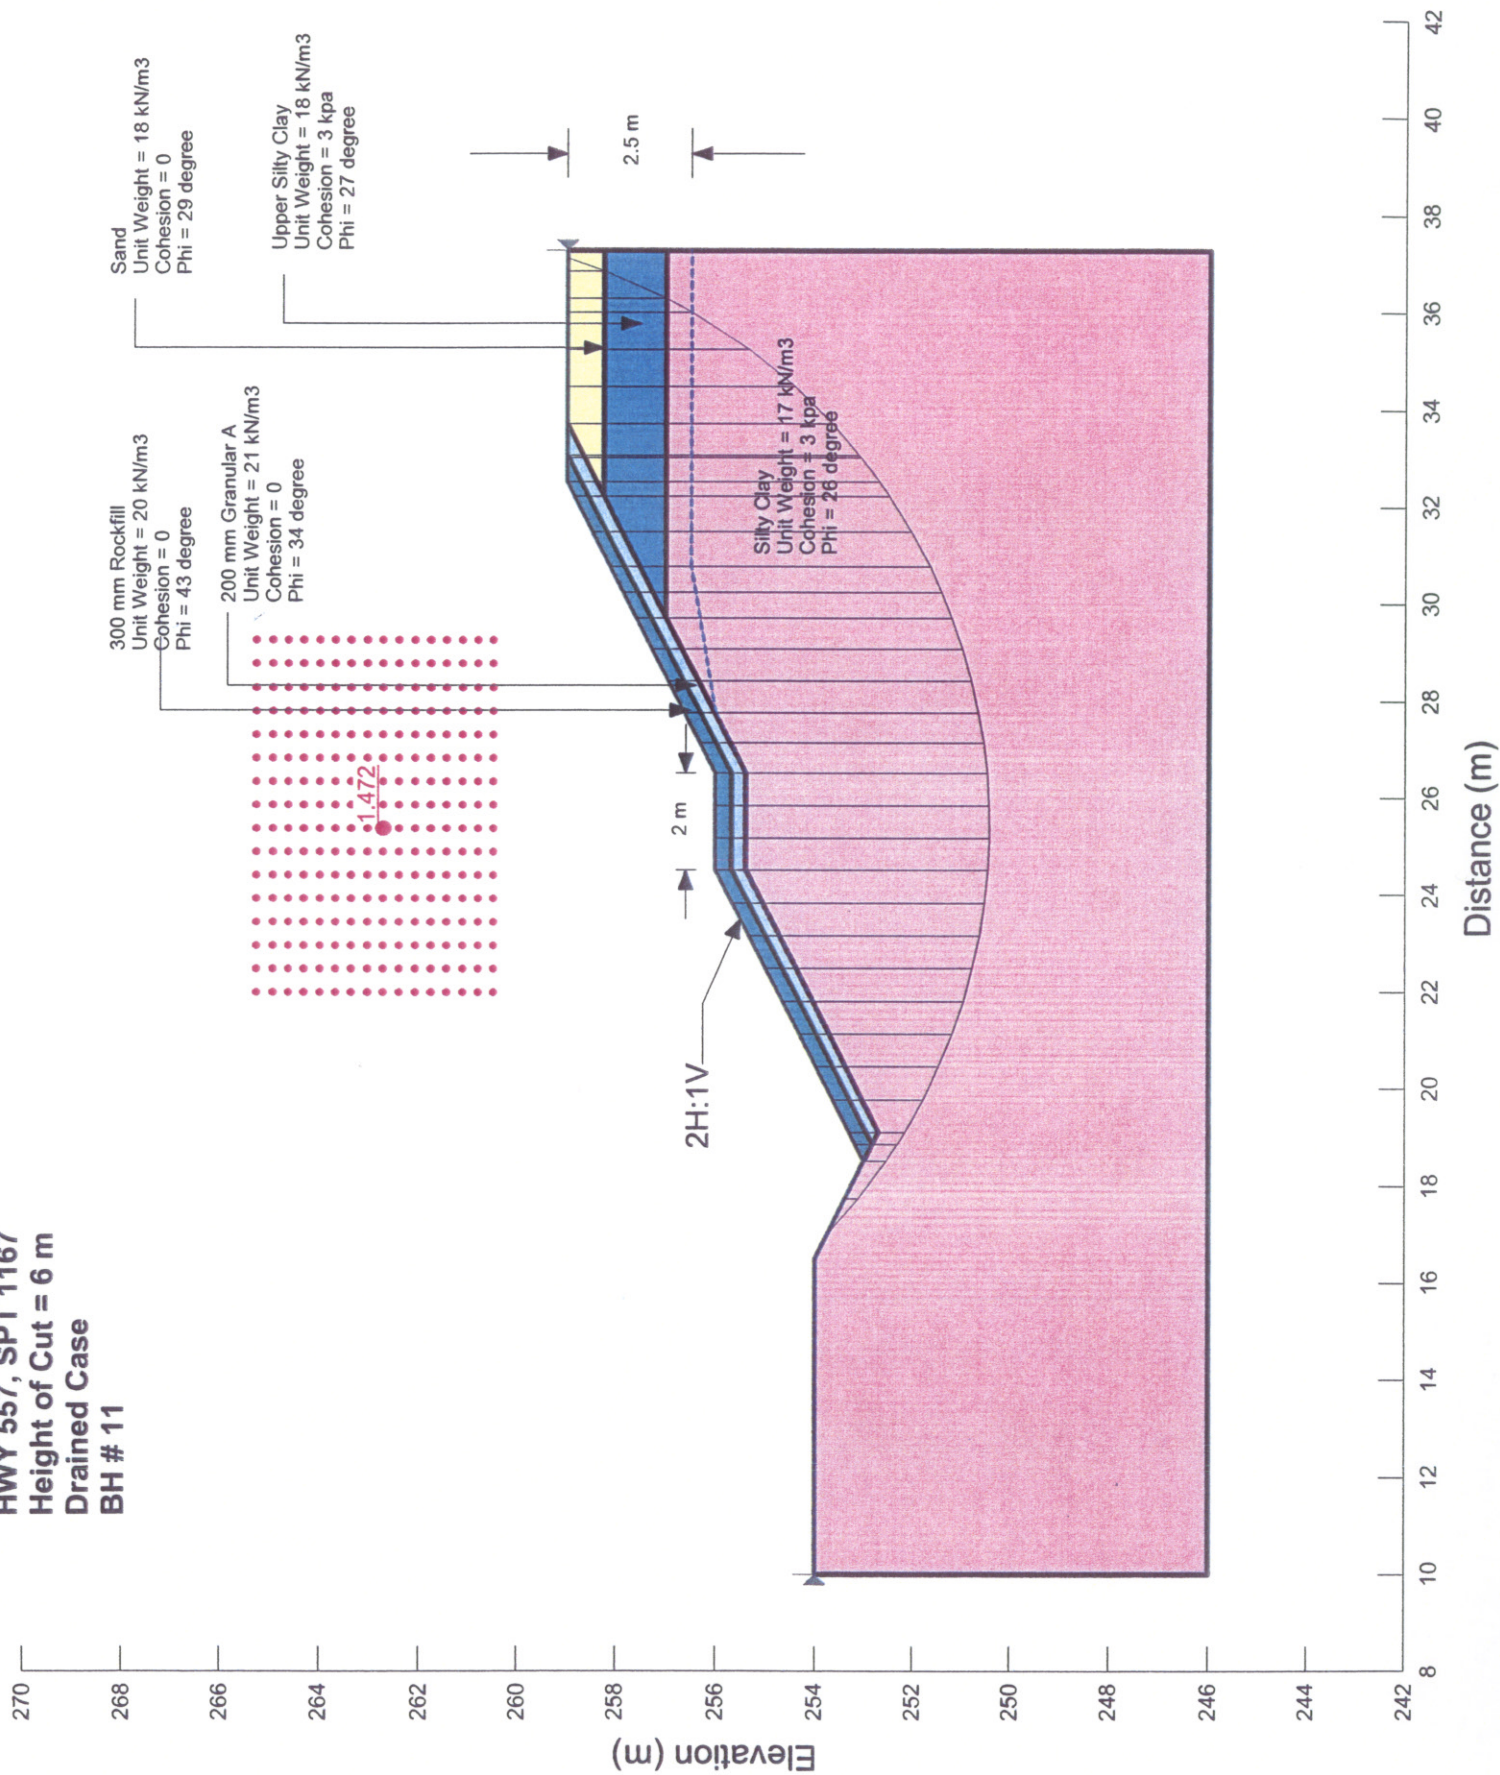 HWY 557, SPT 1167
Height of Cut = 6 m
Drained Case
BH # 11
Sand
Unit Weight = 18 kN/m3
Cohesion = 0
Phi = 29 degree
Upper Silty Clay
Unit Weight = 18 kN/m3
Cohesion = 3 kpa
Phi = 27 degree
300 mm Rockfill
Unit Weight = 20 kN/m3
Cohesion = 0
Phi = 43 degree
200 mm Granular A
Unit Weight = 21 kN/m3
Cohesion = 0
Phi = 34 degree
1.472
2.5 m
2 m
2H:1V
Silty Clay
Unit Weight = 17 kN/m3
Cohesion = 3 kpa
Phi = 26 degree
Elevation (m)
270
268
266
264
262
260
258
256
254
252
250
248
246
244
242
8
10
12
14
16
18
20
22
24
26
28
30
32
34
36
38
40
42
Distance (m)